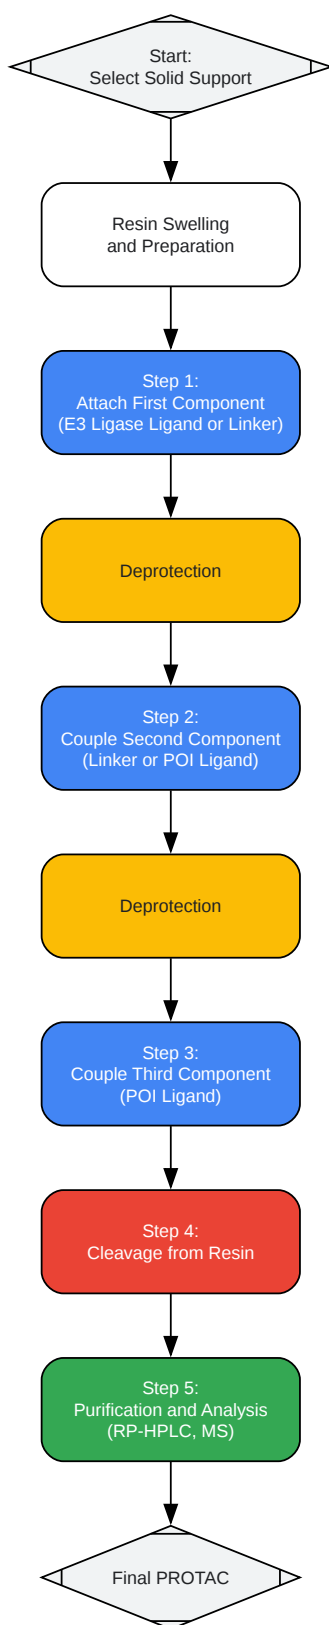 Start:
Select Solid Support
Resin Swelling
and Preparation
Step 1:
Attach First Component
(E3 Ligase Ligand or Linker)
Deprotection
Step 2:
Couple Second Component
(Linker or POI Ligand)
Deprotection
Step 3:
Couple Third Component
(POI Ligand)
Step 4:
Cleavage from Resin
Step 5:
Purification and Analysis
(RP-HPLC, MS)
Final PROTAC